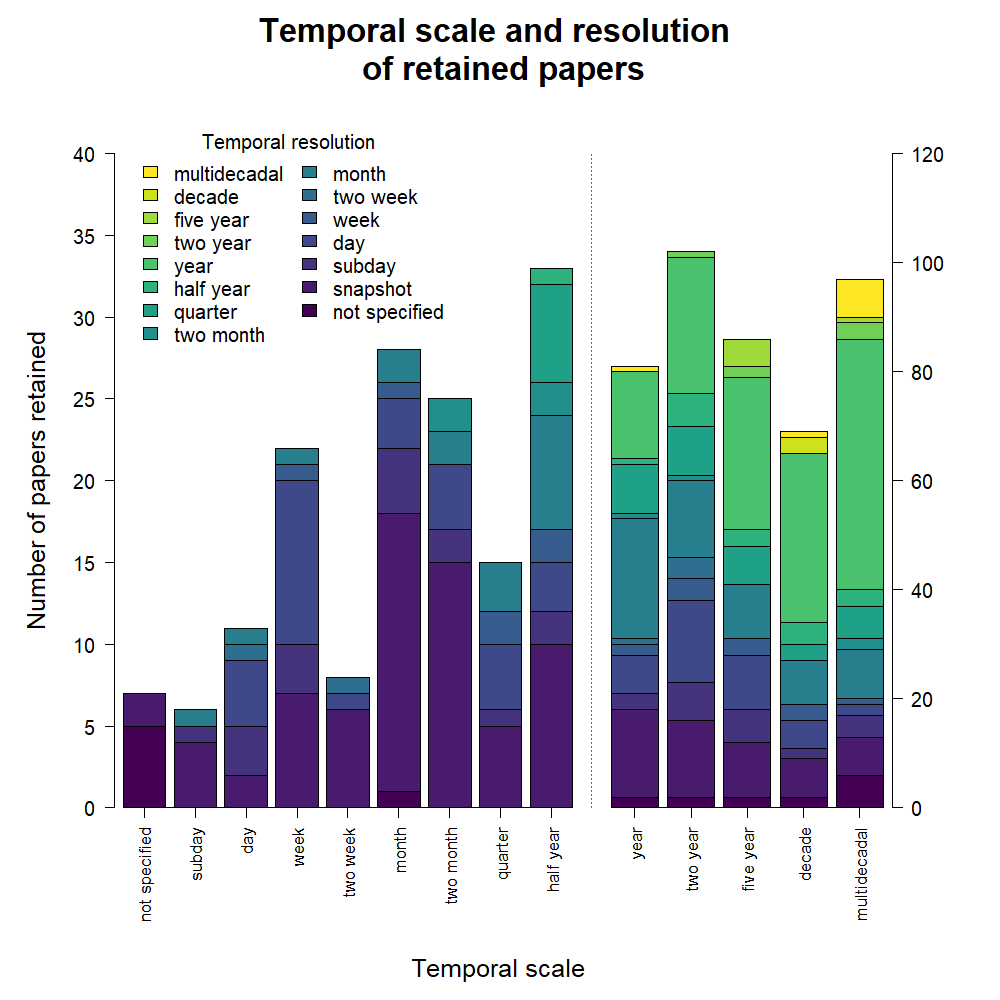 Temporal scale and resolution
of retained papers
Temporal resolution
multidecadal
decade
five year
two year
year
half year
quarter
two month
month
two week
week
day
subday
snapshot
not specified
Number of papers retained
40
35
30
25
20
15
10
5
0
120
100
80
60
40
20
0
not specified
subday
day
week
two week
month
two month
quarter
half year
year
two year
five year
decade
multidecadal
Temporal scale